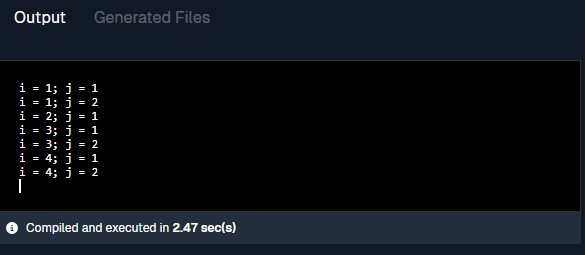 Output Generated Files
i = 1; j = 1
i = 1; j = 2
i = 2; j = 1
i = 3; j = 1
i = 3; j = 2
i = 4; j = 1
i = 4; j = 2
Compiled and executed in 2.47 sec(s)